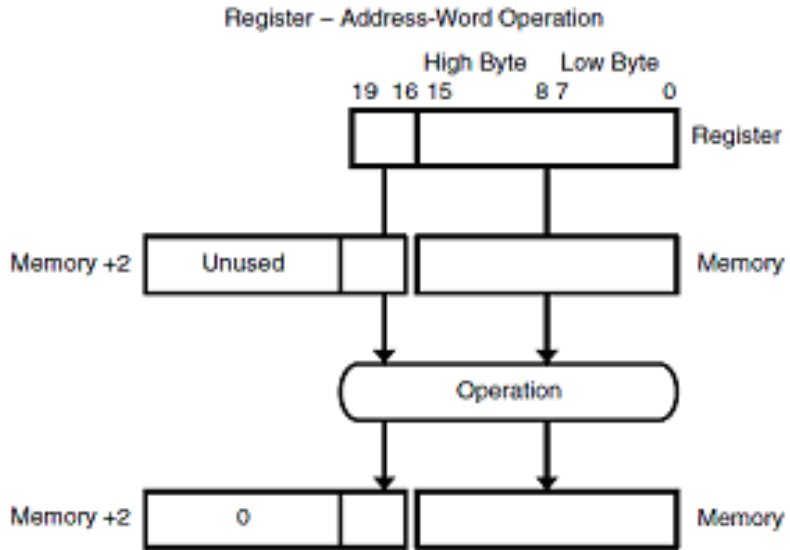 Register – Address-Word Operation
High Byte Low Byte
19 16 15 8 7 0
Register
Memory +2 Unused Memory
Operation
Memory +2 0 Memory